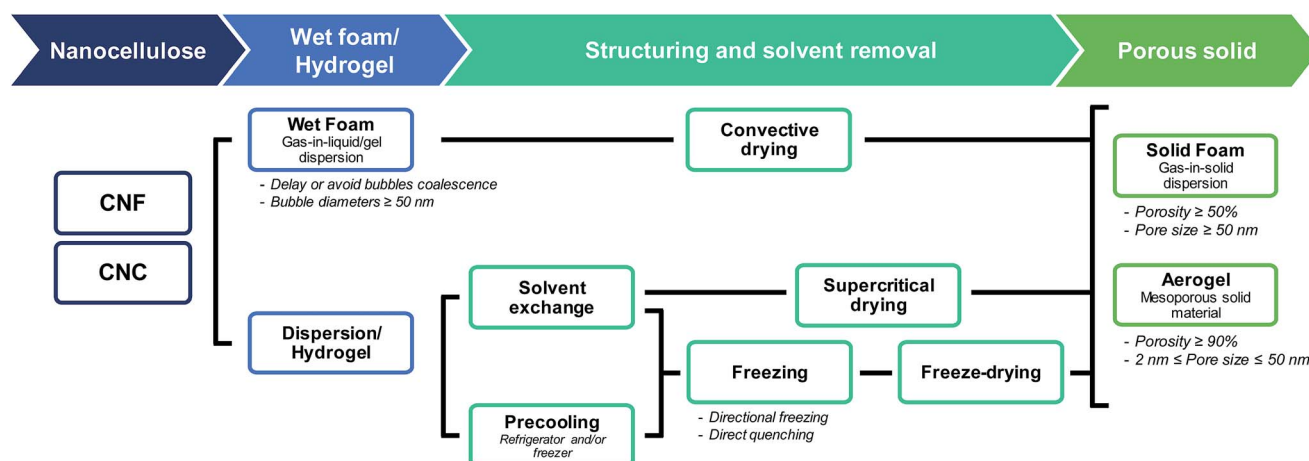 Nanocellulose
Wet foam/
Hydrogel
Structuring and solvent removal
Porous solid
CNF
CNC
Wet Foam
Gas-in-liquid/gel
dispersion
- Delay or avoid bubbles coalescence
- Bubble diameters ≥ 50 nm
Dispersion/
Hydrogel
Convective
drying
Solvent
exchange
Supercritical
drying
Precooling
Refrigerator and/or
freezer
Freezing
- Directional freezing
- Direct quenching
Freeze-drying
Solid Foam
Gas-in-solid
dispersion
- Porosity ≥ 50%
- Pore size ≥ 50 nm
Aerogel
Mesoporous solid
material
- Porosity ≥ 90%
- 2 nm ≤ Pore size ≤ 50 nm